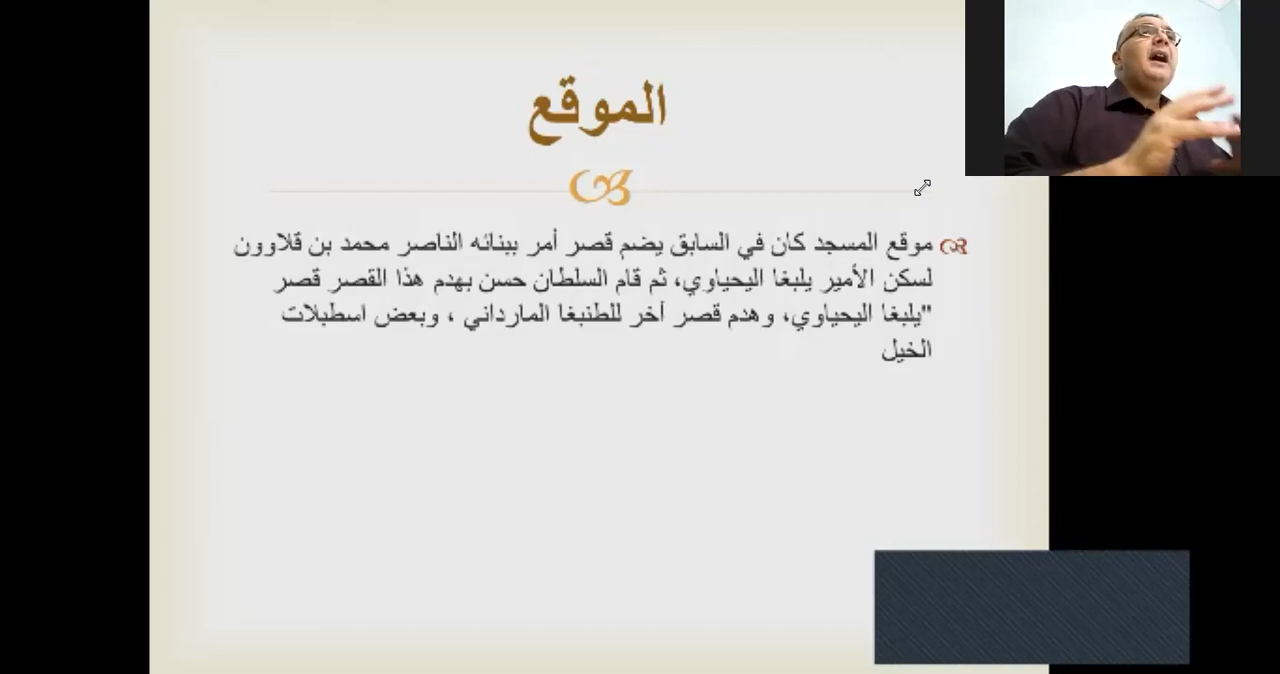 الموقع
موقع المسجد كان في السابق يضم قصر أمر ببنائه الناصر محمد بن قلاوون
لسكن الأمير يلبغا اليحياوي، ثم قام السلطان حسن بهدم هذا القصر قصر
"يلبغا اليحياوي، وهدم قصر أخر للطنبغا المارداني ، وبعض اسطبلات
الخيل